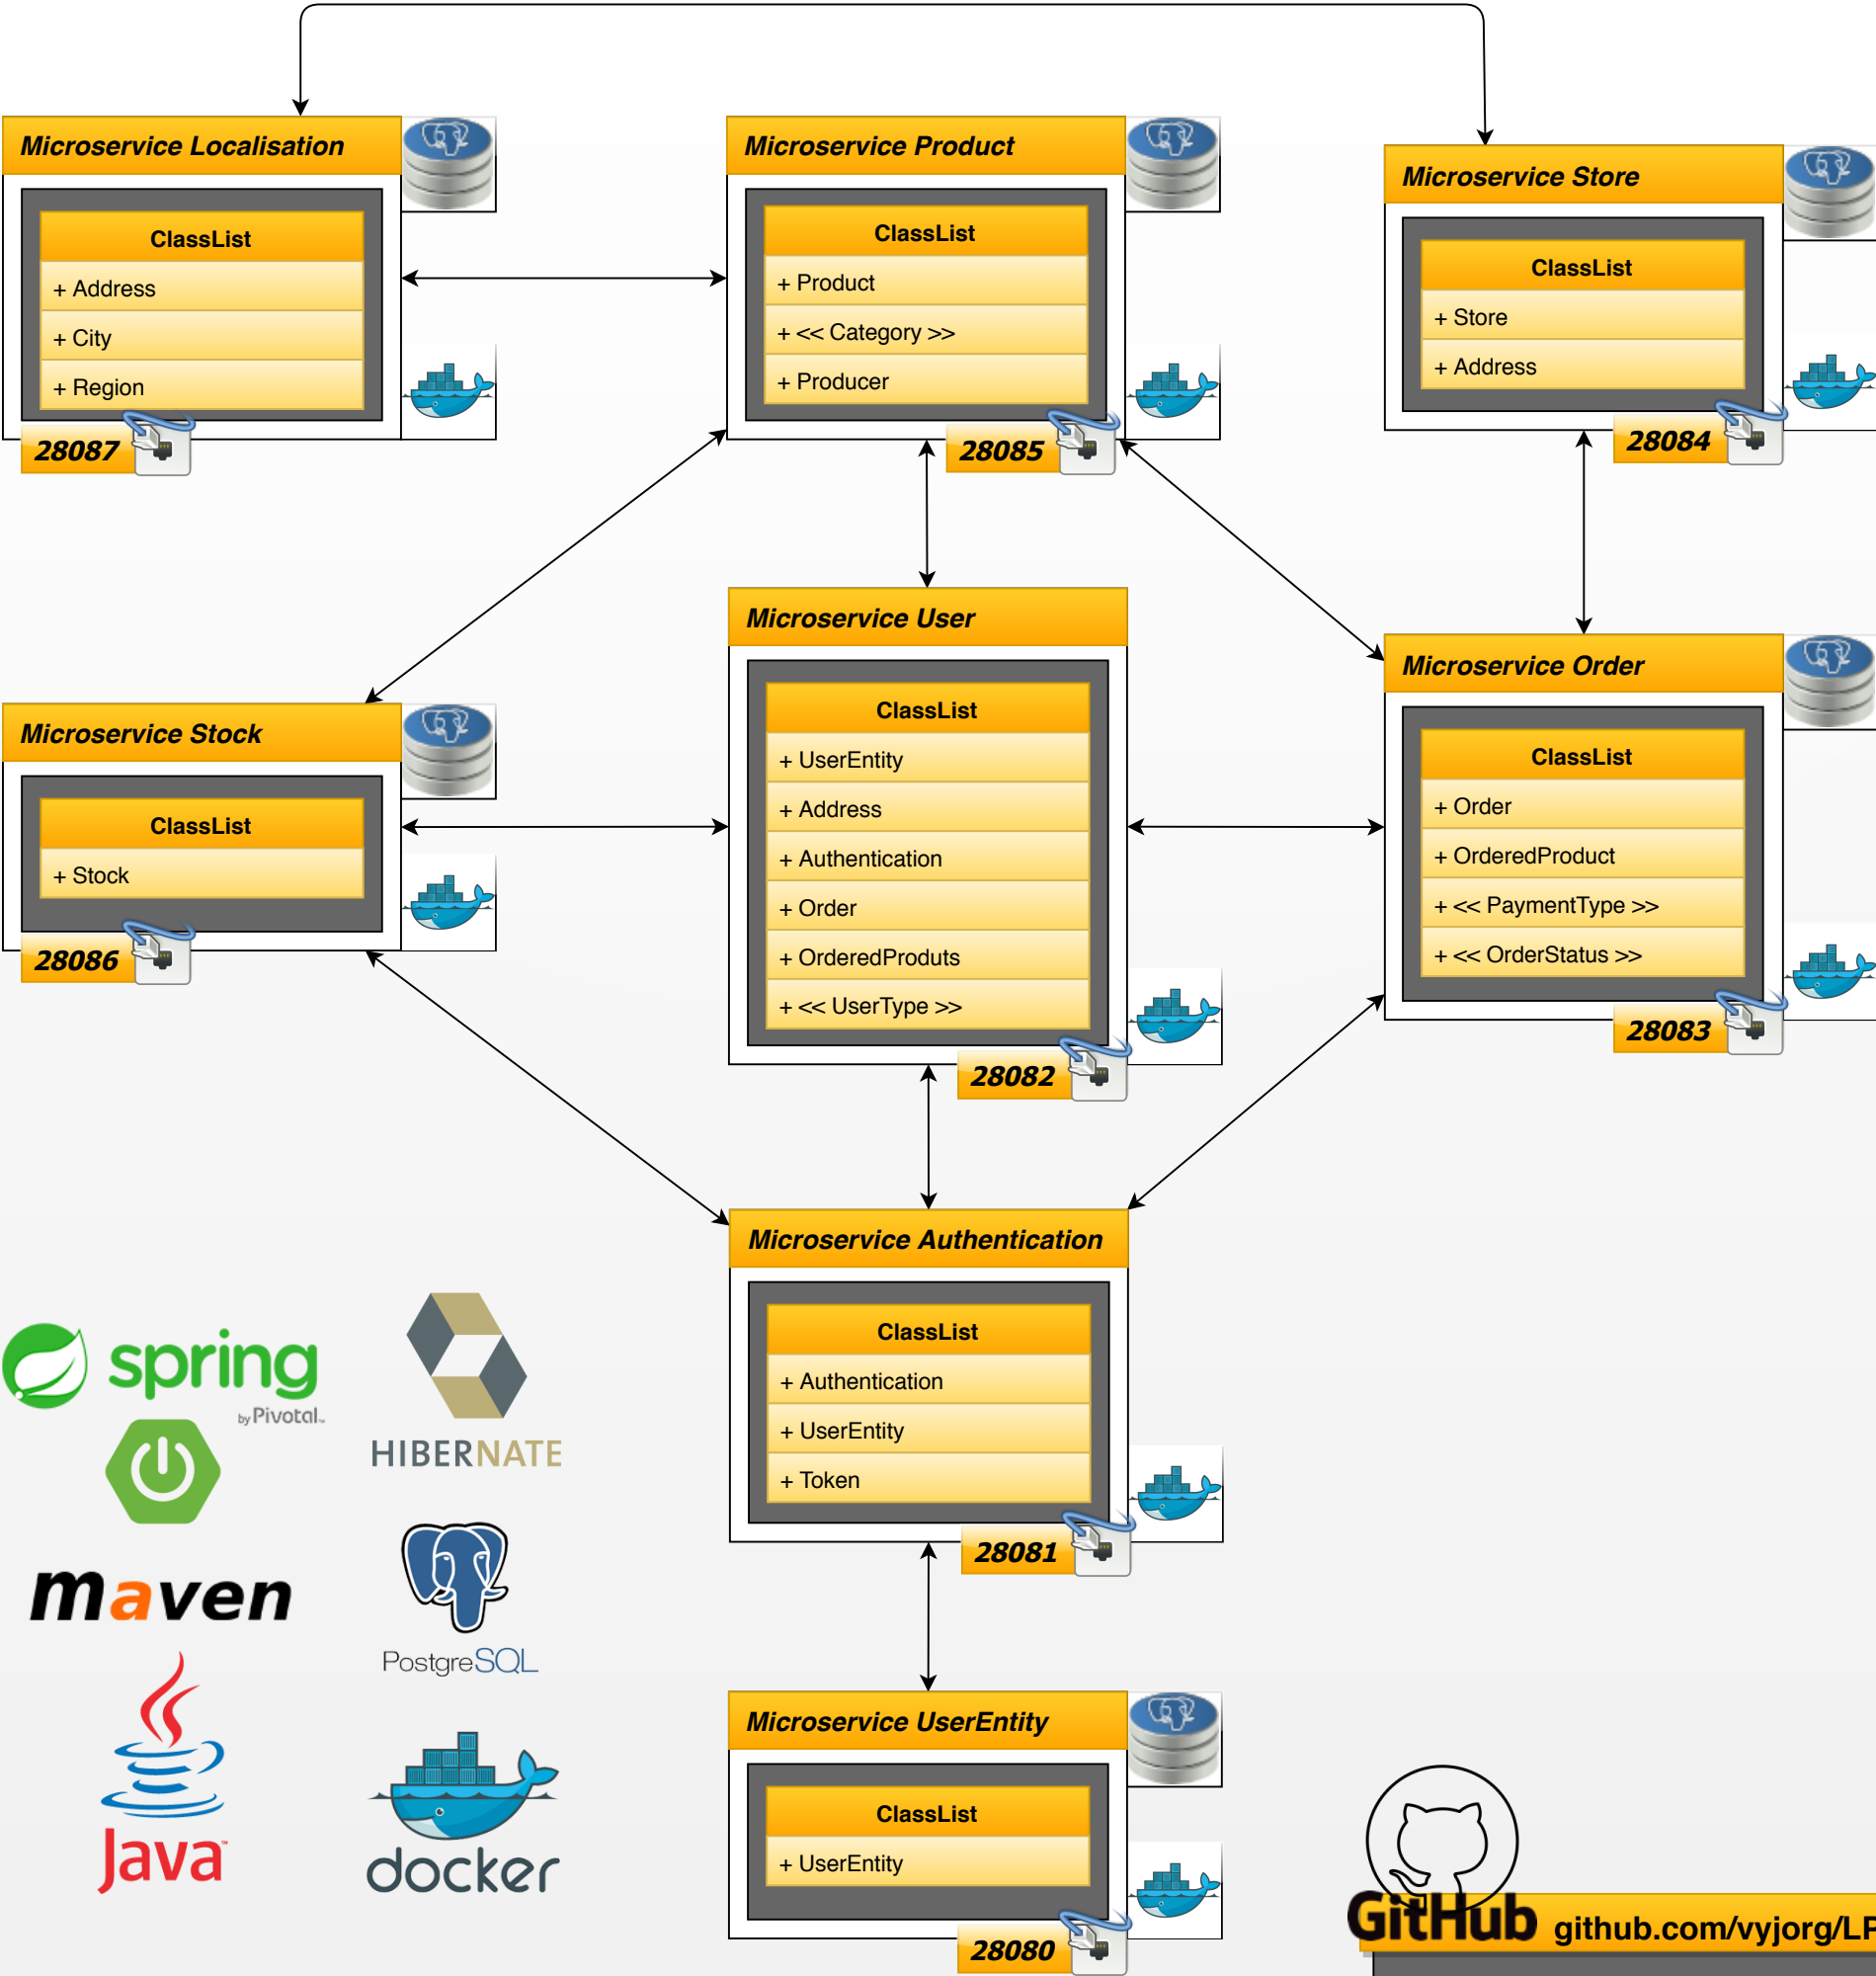 Microservice Localisation
ClassList
+ Address
+ City
+ Region
28087
Microservice Product
ClassList
+ Product
+ << Category >>
+ Producer
28085
Microservice Store
ClassList
+ Store
+ Address
28084
Microservice Stock
ClassList
+ Stock
28086
Microservice User
ClassList
+ UserEntity
+ Address
+ Authentication
+ Order
+ OrderedProduts
+ << UserType >>
28082
Microservice Order
ClassList
+ Order
+ OrderedProduct
+ << PaymentType >>
+ << OrderStatus >>
28083
Microservice Authentication
ClassList
+ Authentication
+ UserEntity
+ Token
28081
spring
by Pivotal™
HIBERNATE
maven
PostgreSQL
Java™
docker
Microservice UserEntity
ClassList
+ UserEntity
28080
GitHub github.com/vyjorg/LP